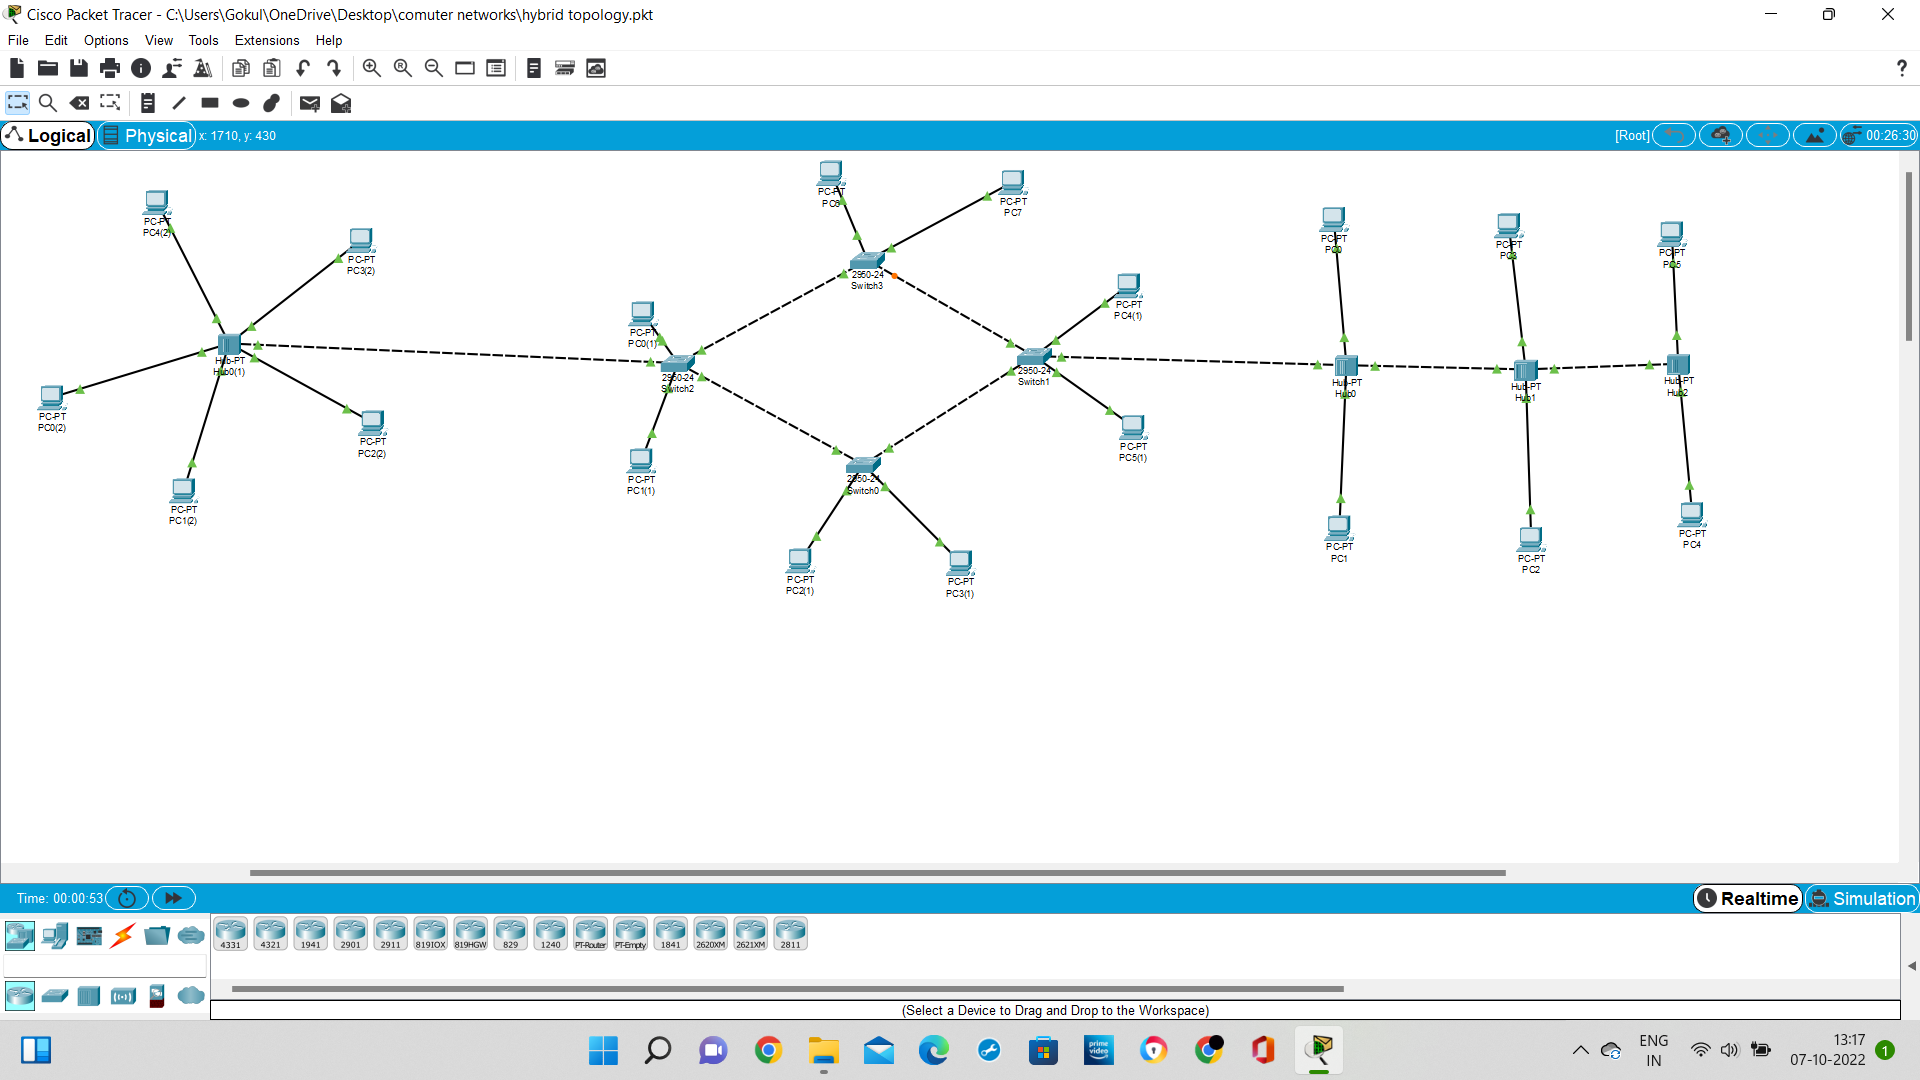 Cisco Packet Tracer - C:\Users\Gokul\OneDrive\Desktop\comuter networks\hybrid topology.pkt
File Edit Options View Tools Extensions Help
Logical Physical x: 1710, y: 430 [Root] 00:26:30
PC-PT
PC4(2)
PC-PT
PC3(2)
Hub-PT
Hub0(1)
PC-PT
PC0(2)
PC-PT
PC2(2)
PC-PT
PC1(2)
PC-PT
PC-PT
PC7
2950-24
Switch3
PC-PT
PC0(1)
2950-24
Switch2
PC-PT
PC1(1)
PC-PT
PC4(1)
2950-24
Switch1
PC-PT
PC5(1)
2950-24
Switch0
PC-PT
PC2(1)
PC-PT
PC3(1)
PC-PT
PC0
PC-PT
PC3
PC-PT
PC5
Hub-PT
Hub0
Hub-PT
Hub1
Hub-PT
Hub2
PC-PT
PC1
PC-PT
PC2
PC-PT
PC4
Time: 00:00:53 Realtime Simulation
4331 4321 1941 2901 2911 819IOX 819HGW 829 1240 PT-Router PT-Empty 1841 2620XM 2621XM 2811
(Select a Device to Drag and Drop to the Workspace)
prime video
ENG
IN
13:17
07-10-2022
1